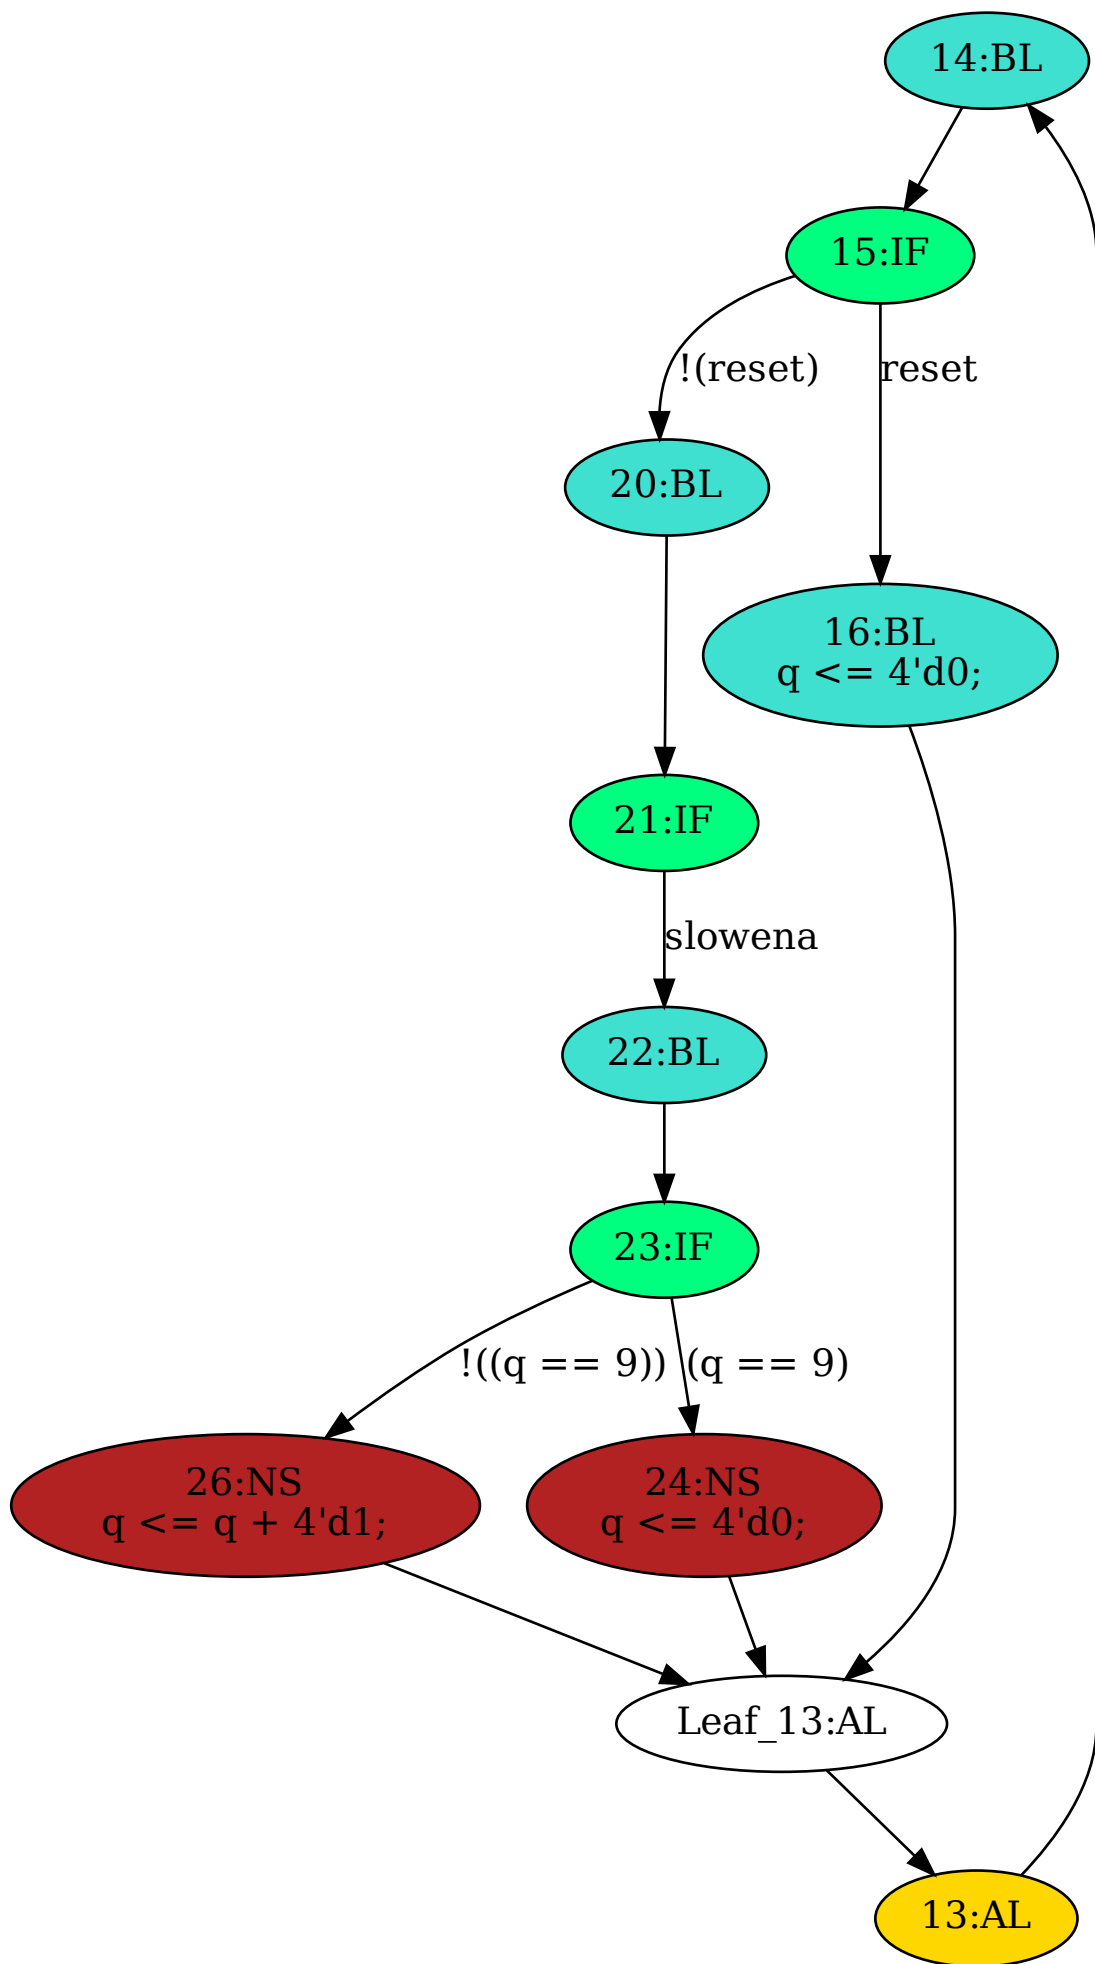 14:BL
15:IF
!(reset)
reset
20:BL
16:BL
q <= 4'd0;
21:IF
slowena
22:BL
23:IF
!((q == 9))
(q == 9)
26:NS
q <= q + 4'd1;
24:NS
q <= 4'd0;
Leaf_13:AL
13:AL